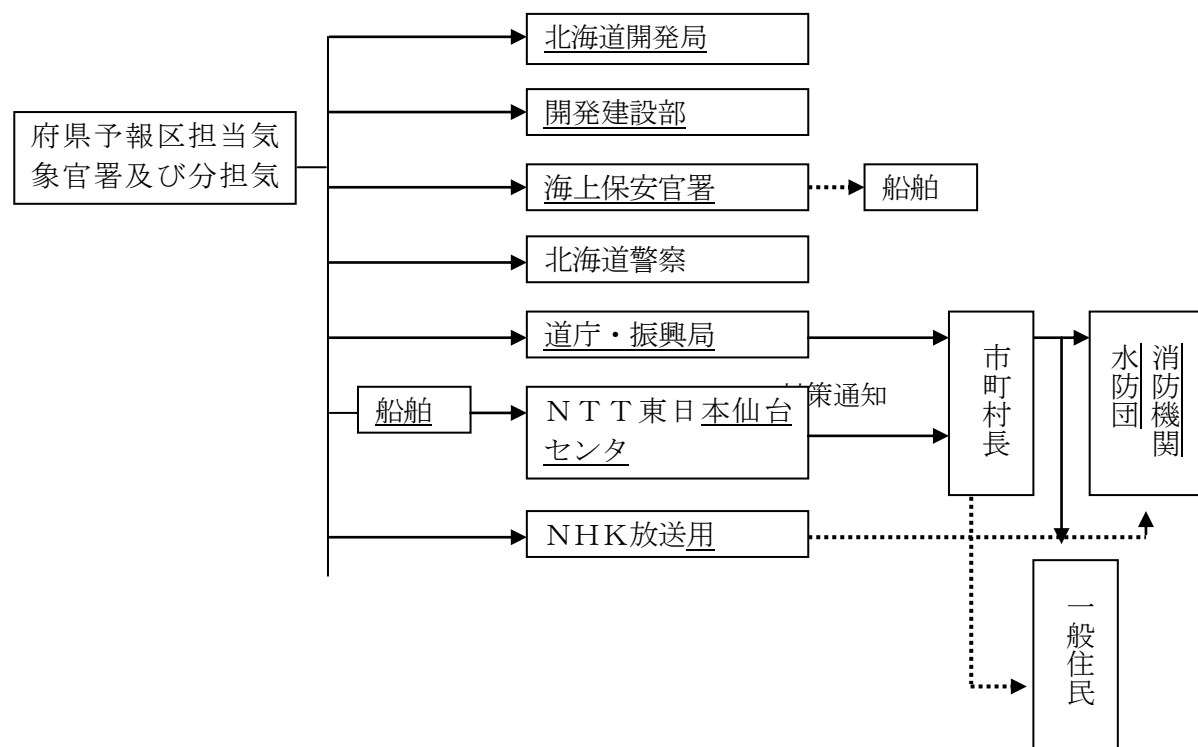 北海道開発局
開発建設部
府県予報区担当気
象官署及び分担気
海上保安官署
船舶
北海道警察
道庁・振興局
市町村長
消防機関
水防団
船舶
ＮＴＴ東日本仙台
センタ
策通知
ＮＨＫ放送用
一般住民